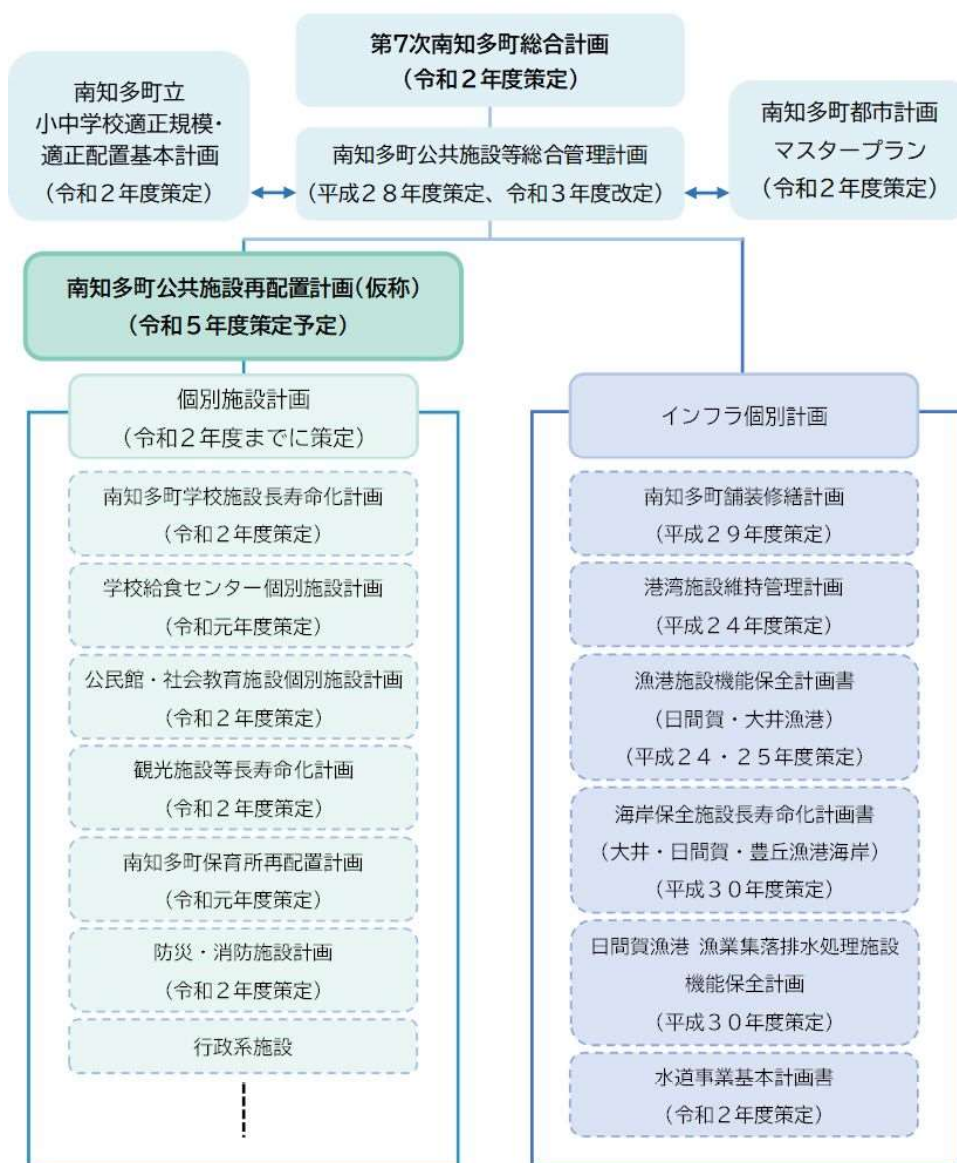 第7次南知多町総合計画
（令和２年度策定）
南知多町立
小中学校適正規模・
適正配置基本計画
（令和２年度策定）
南知多町公共施設等総合管理計画
（平成２８年度策定、令和３年度改定）
南知多町都市計画
マスタープラン
（令和２年度策定）
南知多町公共施設再配置計画（仮称）
（令和５年度策定予定）
個別施設計画
（令和２年度までに策定）
南知多町学校施設長寿命化計画
（令和２年度策定）
学校給食センター個別施設計画
（令和元年度策定）
公民館・社会教育施設個別施設計画
（令和２年度策定）
観光施設等長寿命化計画
（令和２年度策定）
南知多町保育所再配置計画
（令和元年度策定）
防災・消防施設計画
（令和２年度策定）
行政系施設
インフラ個別計画
南知多町舗装修繕計画
（平成２９年度策定）
港湾施設維持管理計画
（平成２４年度策定）
漁港施設機能保全計画書
（日間賀・大井漁港）
（平成２４・２５年度策定）
海岸保全施設長寿命化計画書
（大井・日間賀・豊丘漁港海岸）
（平成３０年度策定）
日間賀漁港 漁業集落排水処理施設
機能保全計画
（平成３０年度策定）
水道事業基本計画書
（令和２年度策定）